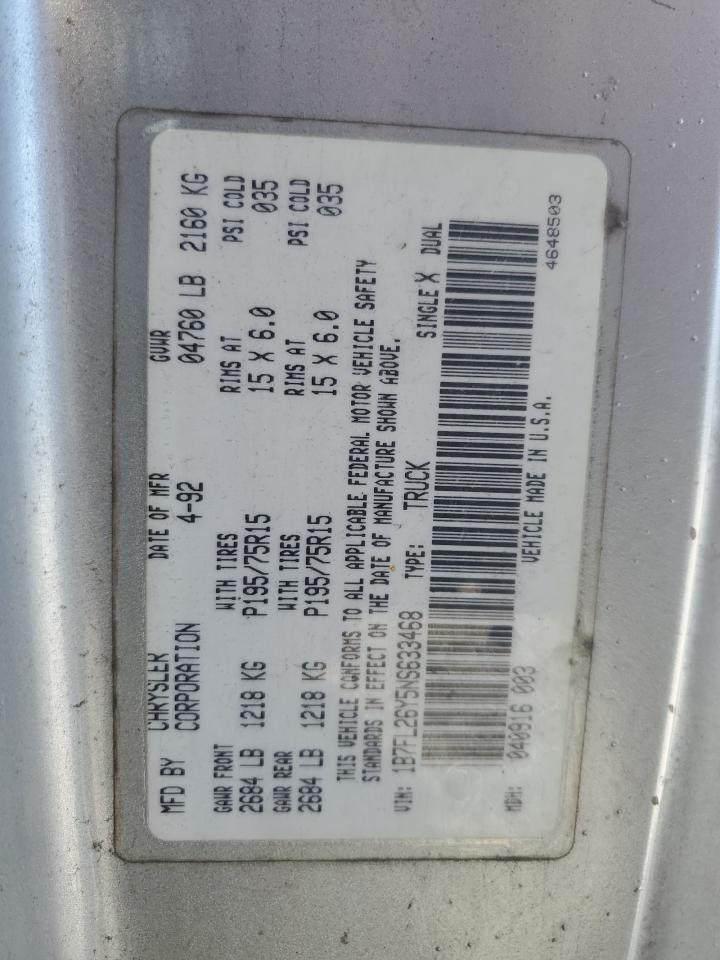 MFD BY CHRYSLER CORPORATION DATE OF MFR 4-92 GVWR 04760 LB 2160 KG
GAWR FRONT WITH TIRES RIMS AT PSI COLD
2684 LB 1218 KG P195/75R15 15 X 6.0 035
GAWR REAR WITH TIRES RIMS AT PSI COLD
2684 LB 1218 KG P195/75R15 15 X 6.0 035
THIS VEHICLE CONFORMS TO ALL APPLICABLE FEDERAL MOTOR VEHICLE SAFETY
STANDARDS IN EFFECT ON THE DATE OF MANUFACTURE SHOWN ABOVE.
VIN: 1B7FL26Y5NS633468 TYPE: TRUCK SINGLE X DUAL
MDH: 040916 003 VEHICLE MADE IN U.S.A.
4648503